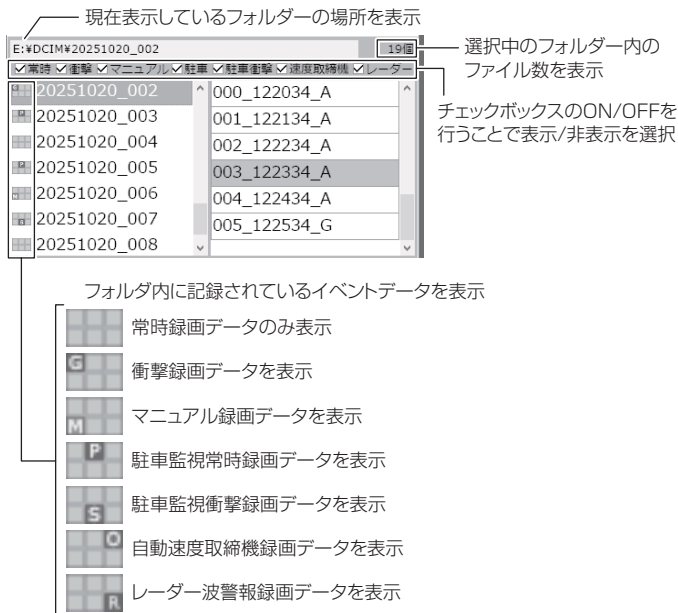 現在表示しているフォルダーの場所を表示
E:¥DCIM¥20251020_002
19個
選択中のフォルダー内の
ファイル数を表示
常時 衝撃 マニュアル 駐車 駐車衝撃 速度取締機 レーダー
チェックボックスのON/OFFを
行うことで表示/非表示を選択
G 20251020_002
P 20251020_003
20251020_004
P 20251020_005
M 20251020_006
S 20251020_007
20251020_008
000_122034_A
001_122134_A
002_122234_A
003_122334_A
004_122434_A
005_122534_G
フォルダ内に記録されているイベントデータを表示
常時録画データのみ表示
G 衝撃録画データを表示
M マニュアル録画データを表示
P 駐車監視常時録画データを表示
S 駐車監視衝撃録画データを表示
O 自動速度取締機録画データを表示
R レーダー波警報録画データを表示